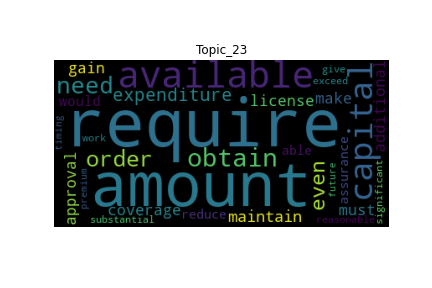 Topic_23
gain
available
give
exceed
need
expenditure
license
make
would
require
capital
additional
timing
work
order
obtain
able
even
assurance
future
significant
approval
premium
amount
coverage
reduce
maintain
must
substantial
reasonable